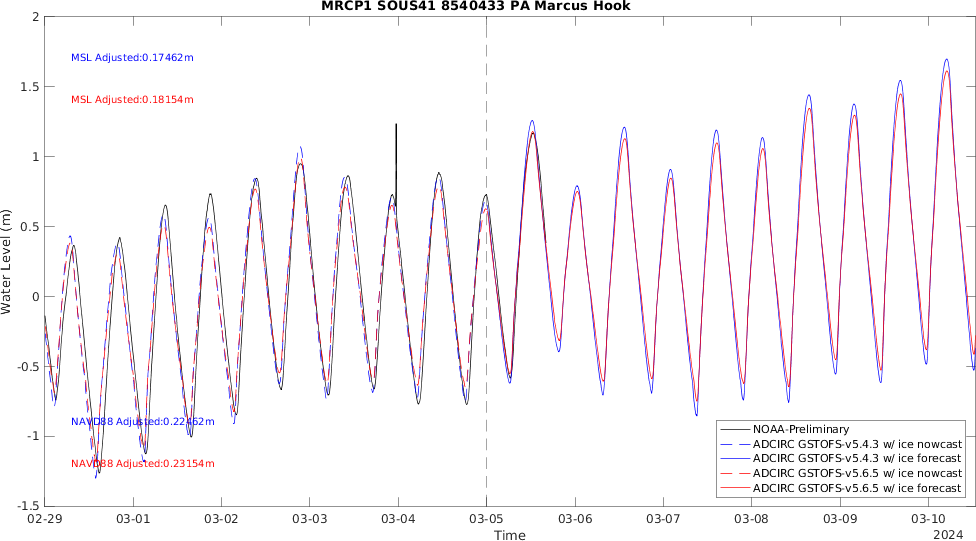 MRCP1 SOUS41 8540433 PA Marcus Hook
2
1.5
1
0.5
0
-0.5
-1
-1.5
Water Level (m)
MSL Adjusted:0.17462m
MSL Adjusted:0.18154m
NAVD88 Adjusted:0.22462m
NAVD88 Adjusted:0.23154m
NOAA-Preliminary
ADCIRC GSTOFS-v5.4.3 w/ ice nowcast
ADCIRC GSTOFS-v5.4.3 w/ ice forecast
ADCIRC GSTOFS-v5.6.5 w/ ice nowcast
ADCIRC GSTOFS-v5.6.5 w/ ice forecast
02-29 03-01 03-02 03-03 03-04 03-05 03-06 03-07 03-08 03-09 03-10
Time
2024